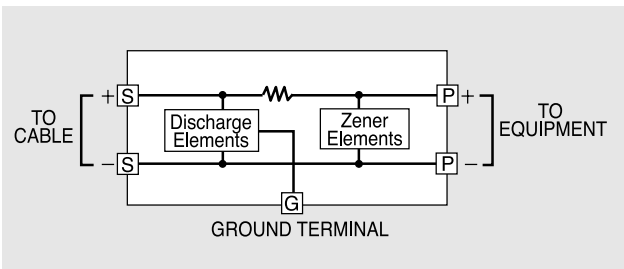 + S
P +
Discharge
Elements
Zener
Elements
TO
CABLE
TO
EQUIPMENT
− S
P −
G
GROUND TERMINAL